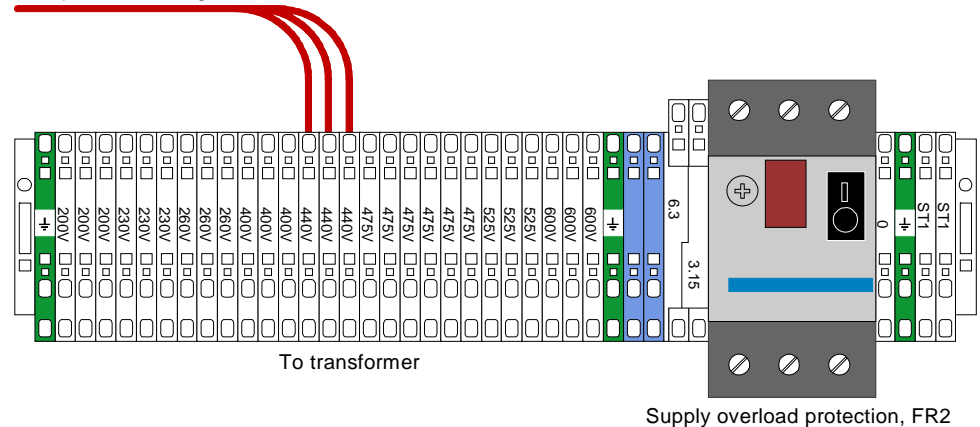 200V
200V
200V
230V
230V
230V
260V
260V
260V
400V
400V
400V
440V
440V
440V
475V
475V
475V
475V
475V
475V
525V
525V
525V
600V
600V
600V
6.3
3.15
0
ST1
ST1
To transformer
Supply overload protection, FR2